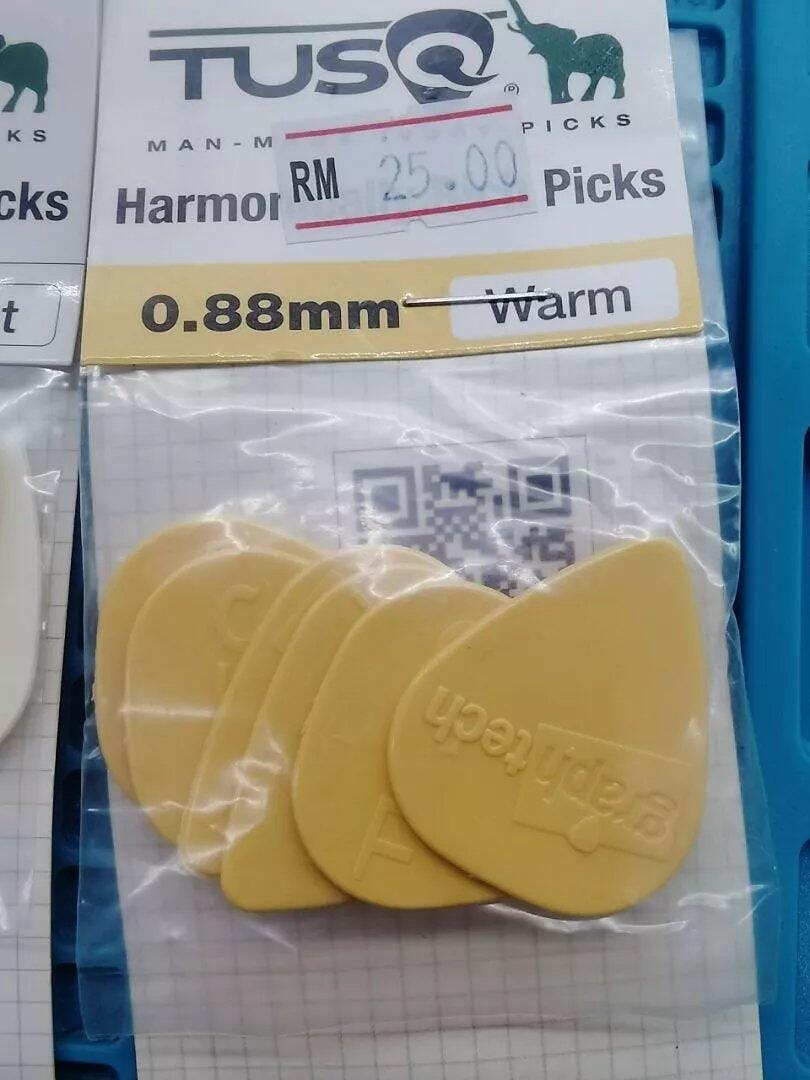 TUSQ®
MAN-M PICKS
KS
RM 25.00
Harmon Picks
cks
0.88mm Warm
t
graph tech
T